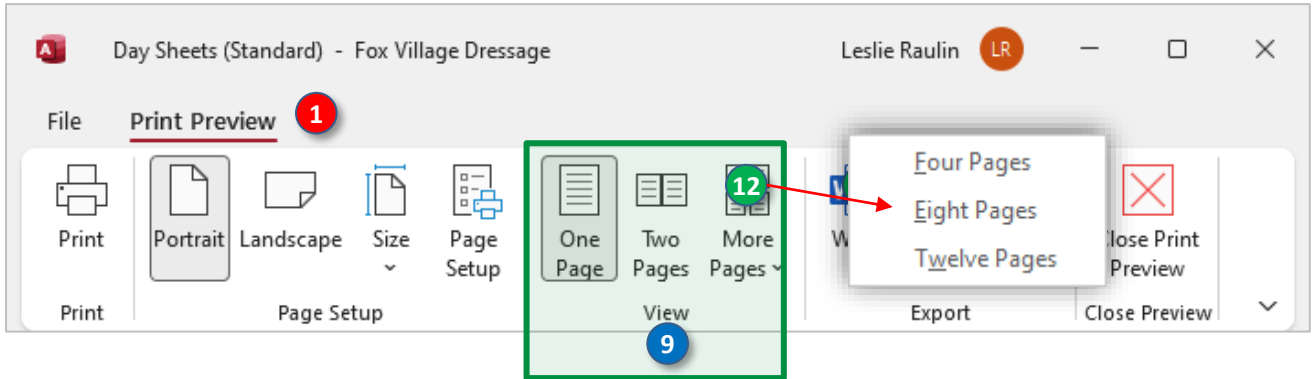 A Day Sheets (Standard) - Fox Village Dressage Leslie Raulin LR
File Print Preview 1
Print
Portrait
Landscape
Size
Page
Setup
One
Page
Two
Pages
12
More
Pages
W
Four Pages
Eight Pages
Twelve Pages
Close Print
Preview
Print Page Setup View Export Close Preview
9